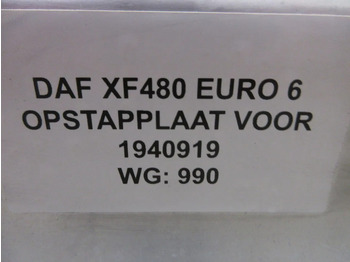 DAF XF480 EURO 6
OPSTAPPLAAT VOOR
1940919
WG: 990